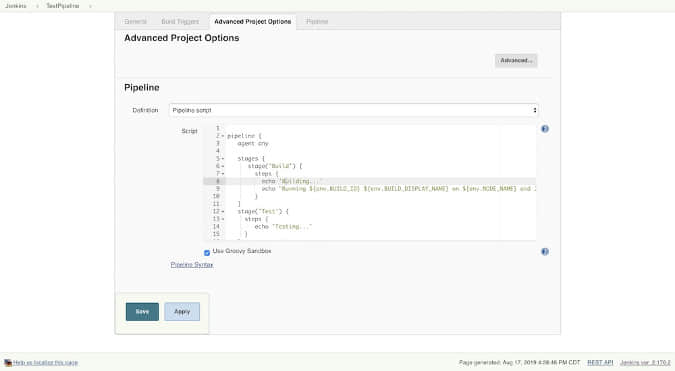 Jenkins › TestPipeline ›
General Build Triggers Advanced Project Options Pipeline
Advanced Project Options
Advanced...
Pipeline
Definition Pipeline script
Script
1
2 pipeline {
3 agent any
4
5 stages {
6 stage("Build") {
7 steps {
8 echo 'Building...'
9 echo "Running ${env.BUILD_ID} ${env.BUILD_DISPLAY_NAME} on ${env.NODE_NAME} and
10 }
11 }
12 stage("Test") {
13 steps {
14 echo "Testing..."
15 }
Use Groovy Sandbox
Pipeline Syntax
Save Apply
Help us localize this page Page generated: Aug 17, 2019 4:36:46 PM CDT REST API Jenkins ver. 2.176.2